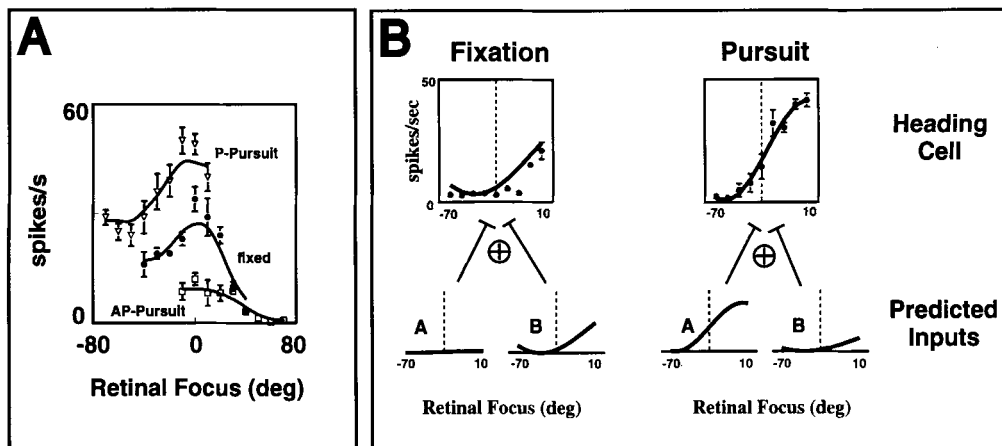 A
60
P-Pursuit
spikes/s
fixed
AP-Pursuit
0
-80 0 80
Retinal Focus (deg)
B
Fixation Pursuit
50
spikes/sec
0
-70 10 -70 10
Heading
Cell
A B A B
Predicted
Inputs
-70 10 -70 10 -70 10 -70 10
Retinal Focus (deg) Retinal Focus (deg)